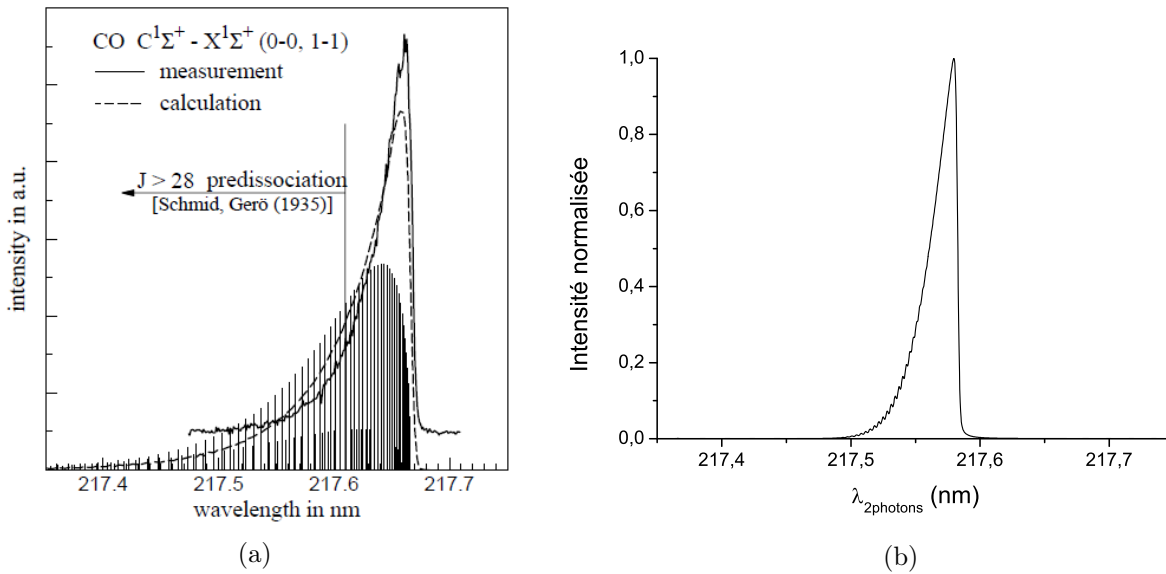 CO C¹Σ⁺ - X¹Σ⁺ (0-0, 1-1)
measurement
calculation
J > 28 predissociation
[Schmid, Gerö (1935)]
intensity in a.u.
217.4 217.5 217.6 217.7
wavelength in nm
(a)
1,0
0,8
0,6
0,4
0,2
0,0
Intensité normalisée
217,4 217,5 217,6 217,7
λ2photons (nm)
(b)